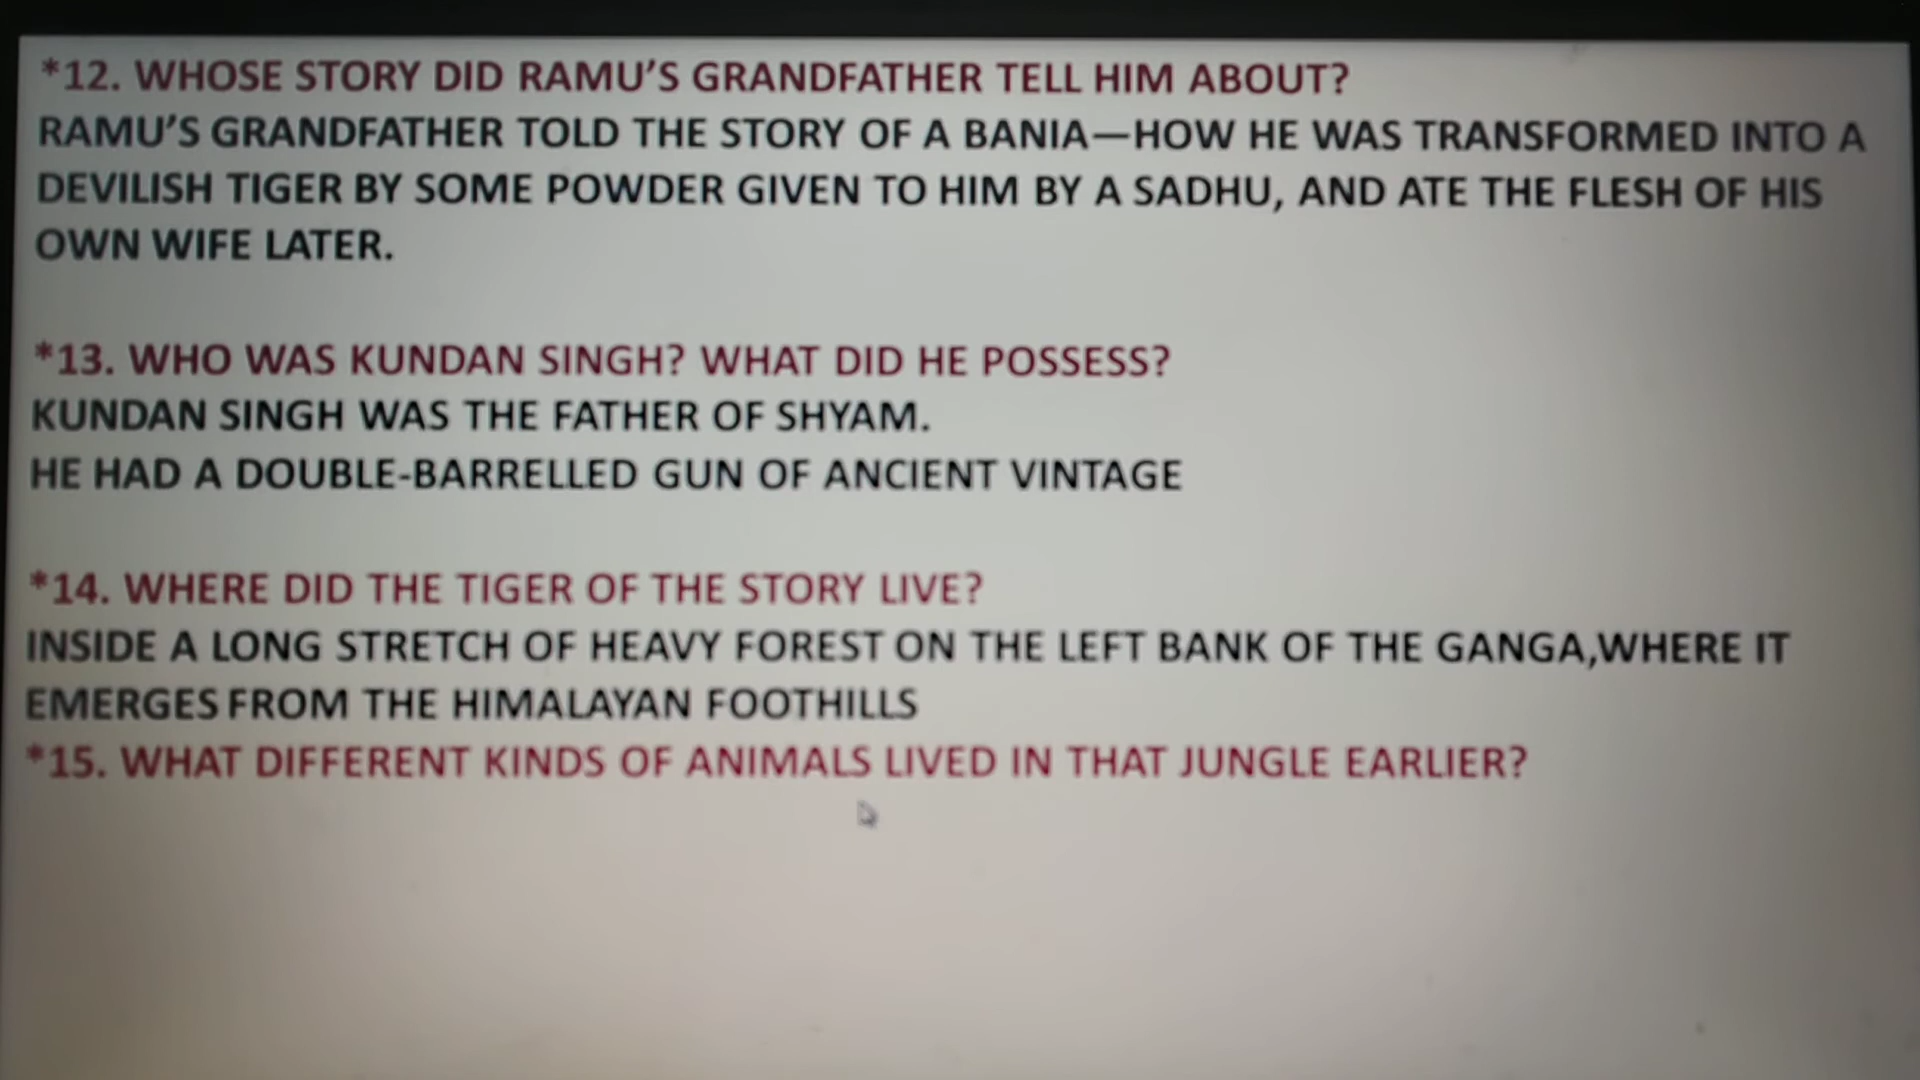 *12. WHOSE STORY DID RAMU'S GRANDFATHER TELL HIM ABOUT?
RAMU'S GRANDFATHER TOLD THE STORY OF A BANIA—HOW HE WAS TRANSFORMED INTO A
DEVILISH TIGER BY SOME POWDER GIVEN TO HIM BY A SADHU, AND ATE THE FLESH OF HIS
OWN WIFE LATER.
*13. WHO WAS KUNDAN SINGH? WHAT DID HE POSSESS?
KUNDAN SINGH WAS THE FATHER OF SHYAM.
HE HAD A DOUBLE-BARRELLED GUN OF ANCIENT VINTAGE
*14. WHERE DID THE TIGER OF THE STORY LIVE?
INSIDE A LONG STRETCH OF HEAVY FOREST ON THE LEFT BANK OF THE GANGA,WHERE IT
EMERGES FROM THE HIMALAYAN FOOTHILLS
*15. WHAT DIFFERENT KINDS OF ANIMALS LIVED IN THAT JUNGLE EARLIER?